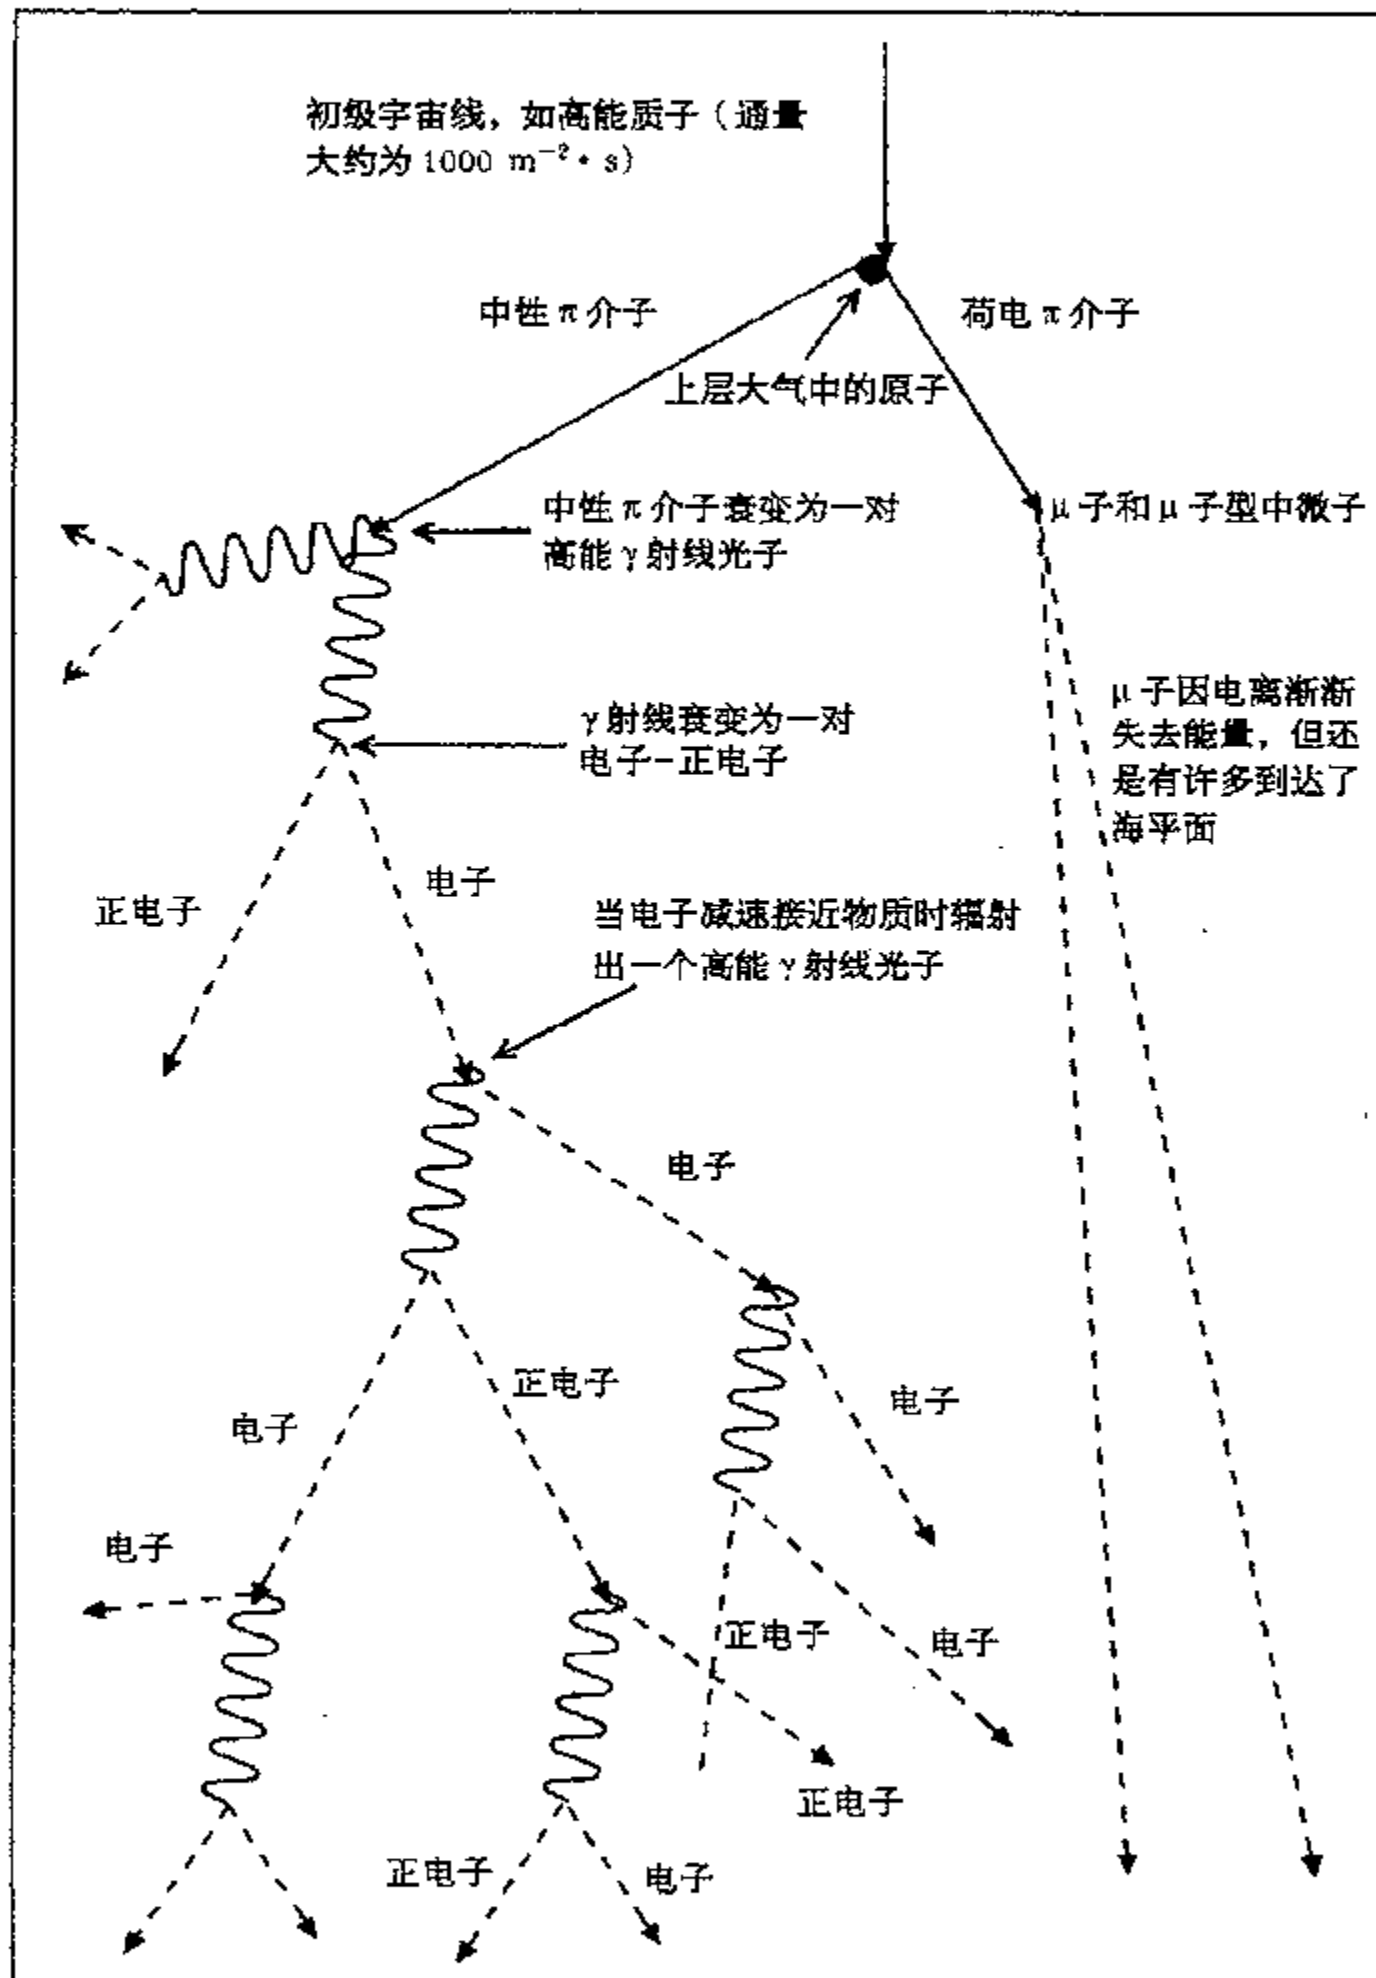 初级宇宙线，如高能质子（通量
大约为 1000 m⁻²·s）
中性 π 介子
荷电 π 介子
上层大气中的原子
中性 π 介子衰变为一对
高能 γ 射线光子
μ 子和 μ 子型中微子
γ 射线衰变为一对
电子-正电子
μ 子因电离渐渐
失去能量，但还
是有许多到达了
海平面
正电子
电子
当电子减速接近物质时辐射
出一个高能 γ 射线光子
电子
正电子
电子
电子
电子
正电子
电子
正电子
正电子
电子